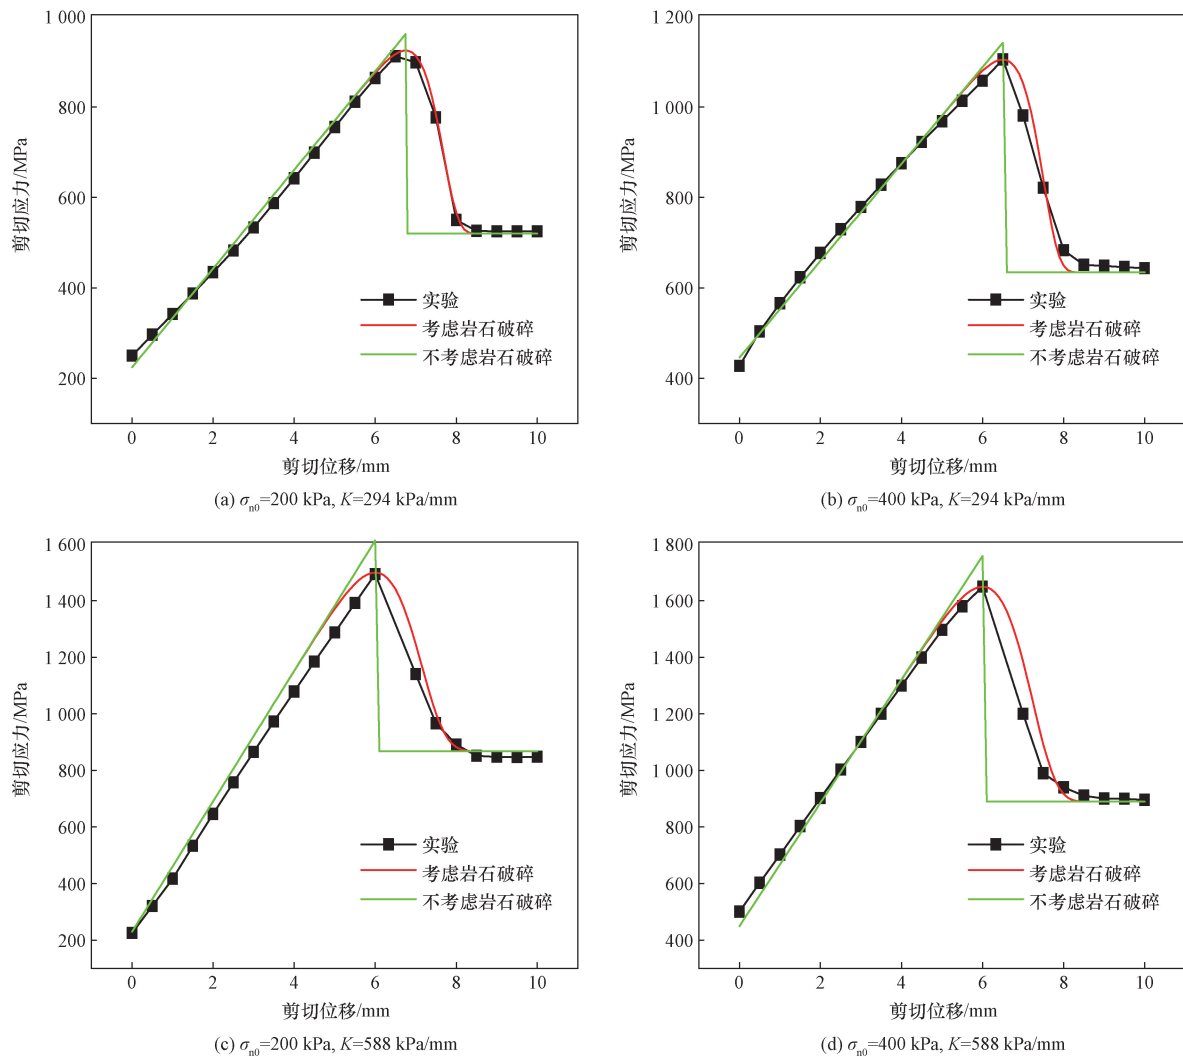 1 000
800
600
400
200
剪切应力/MPa
实验
考虑岩石破碎
不考虑岩石破碎
0 2 4 6 8 10
剪切位移/mm
(a) σn0=200 kPa, K=294 kPa/mm
1 200
1 000
800
600
400
剪切应力/MPa
实验
考虑岩石破碎
不考虑岩石破碎
0 2 4 6 8 10
剪切位移/mm
(b) σn0=400 kPa, K=294 kPa/mm
1 600
1 400
1 200
1 000
800
600
400
200
剪切应力/MPa
实验
考虑岩石破碎
不考虑岩石破碎
0 2 4 6 8 10
剪切位移/mm
(c) σn0=200 kPa, K=588 kPa/mm
1 800
1 600
1 400
1 200
1 000
800
600
400
剪切应力/MPa
实验
考虑岩石破碎
不考虑岩石破碎
0 2 4 6 8 10
剪切位移/mm
(d) σn0=400 kPa, K=588 kPa/mm